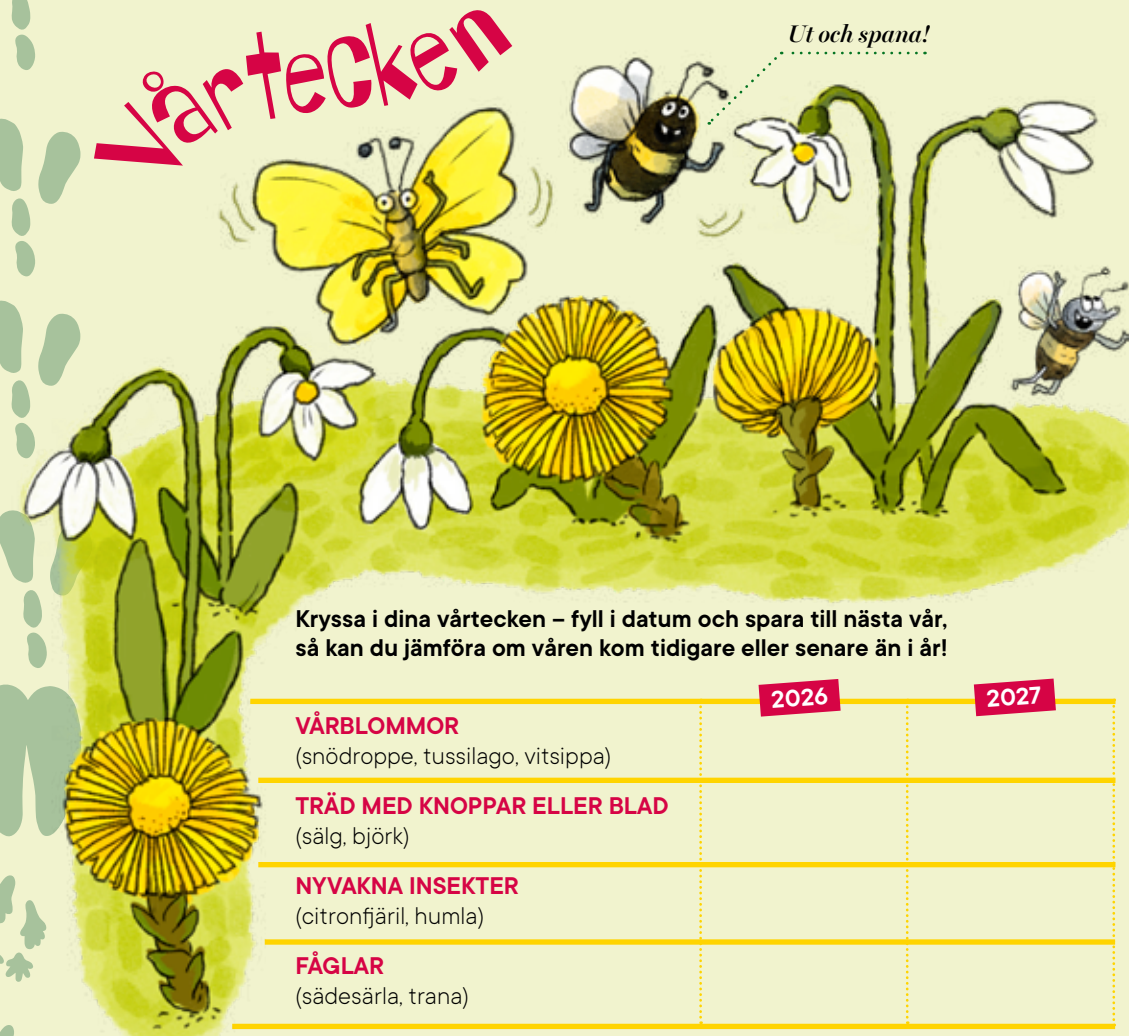 Vårtecken
Ut och spana!
Kryssa i dina vårtecken – fyll i datum och spara till nästa vår,
så kan du jämföra om våren kom tidigare eller senare än i år!
2026
2027
VÅRBLOMMOR
(snödroppe, tussilago, vitsippa)
TRÄD MED KNOPPAR ELLER BLAD
(sälg, björk)
NYVAKNA INSEKTER
(citronfjäril, humla)
FÅGLAR
(sädesärla, trana)